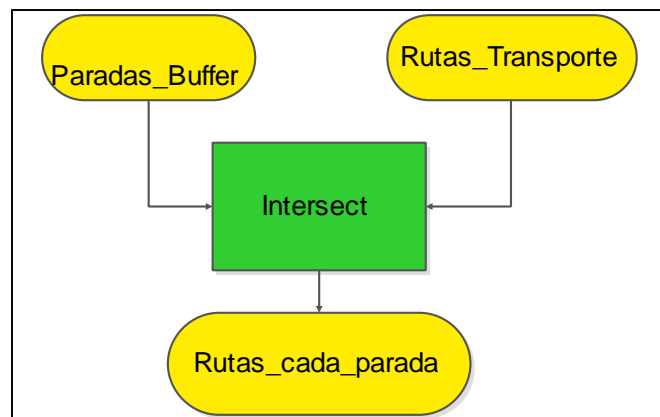 Paradas_Buffer
Rutas_Transporte
Intersect
Rutas_cada_parada